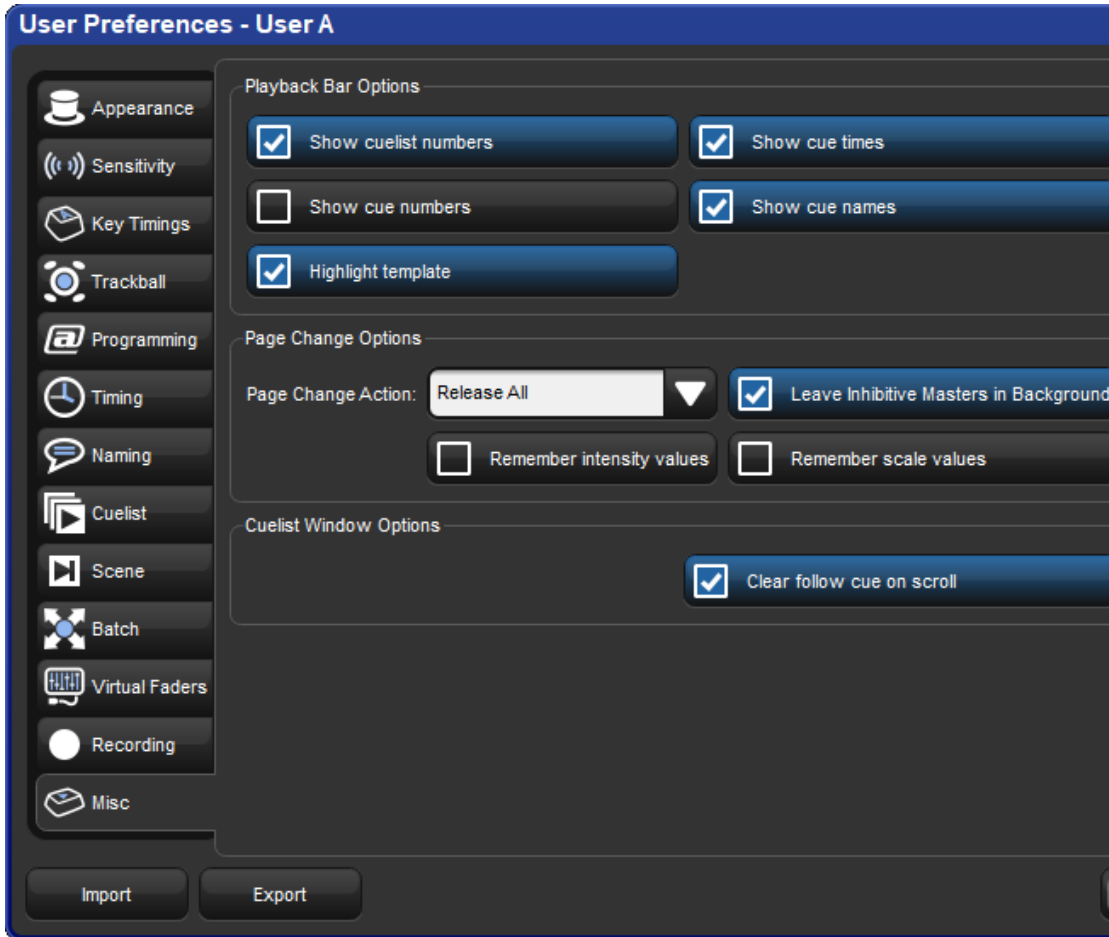 User Preferences - User A
Appearance
Sensitivity
Key Timings
Trackball
Programming
Timing
Naming
Cuelist
Scene
Batch
Virtual Faders
Recording
Misc
Playback Bar Options
Show cuelist numbers
Show cue times
Show cue numbers
Show cue names
Highlight template
Page Change Options
Page Change Action: Release All
Leave Inhibitive Masters in Background
Remember intensity values
Remember scale values
Cuelist Window Options
Clear follow cue on scroll
Import
Export